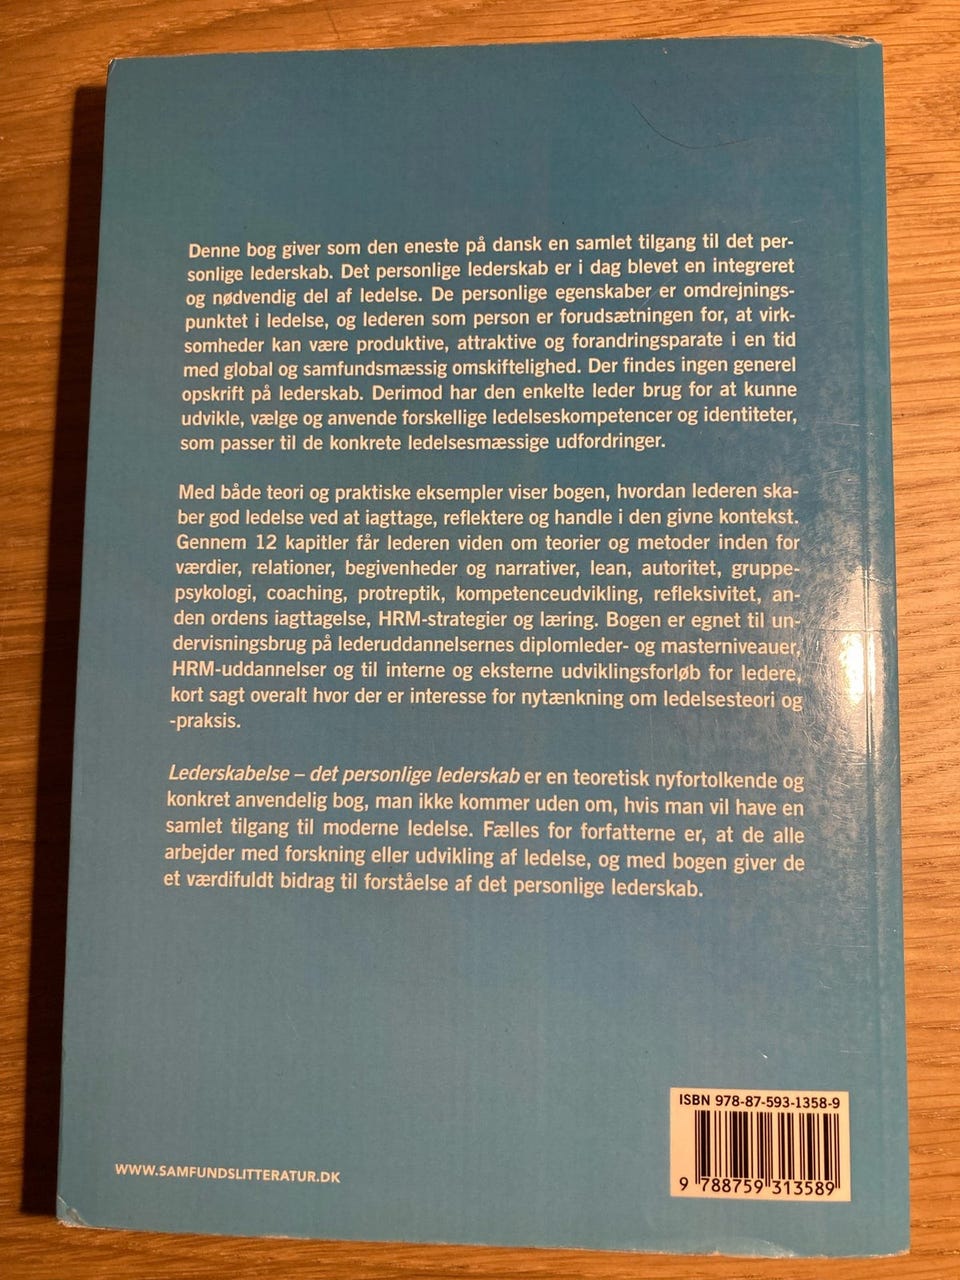 Denne bog giver som den eneste på dansk en samlet tilgang til det per-
sonlige lederskab. Det personlige lederskab er i dag blevet en integreret
og nødvendig del af ledelse. De personlige egenskaber er omdrejnings-
punktet i ledelse, og lederen som person er forudsætningen for, at virk-
somheder kan være produktive, attraktive og forandringsparate i en tid
med global og samfundsmæssig omskiftelighed. Der findes ingen generel
opskrift på lederskab. Derimod har den enkelte leder brug for at kunne
udvikle, vælge og anvende forskellige ledelseskompetencer og identiteter,
som passer til de konkrete ledelsesmæssige udfordringer.
Med både teori og praktiske eksempler viser bogen, hvordan lederen ska-
ber god ledelse ved at iagttage, reflektere og handle i den givne kontekst.
Gennem 12 kapitler får lederen viden om teorier og metoder inden for
værdier, relationer, begivenheder og narrativer, lean, autoritet, gruppe-
psykologi, coaching, protreptik, kompetenceudvikling, refleksivitet, an-
den ordens iagttagelse, HRM-strategier og læring. Bogen er egnet til un-
dervisningsbrug på lederuddannelsernes diplomleder- og masterniveauer,
HRM-uddannelser og til interne og eksterne udviklingsforløb for ledere,
kort sagt overalt hvor der er interesse for nytænkning om ledelsesteori og
-praksis.
Lederskabelse – det personlige lederskab er en teoretisk nyfortolkende og
konkret anvendelig bog, man ikke kommer uden om, hvis man vil have en
samlet tilgang til moderne ledelse. Fælles for forfatterne er, at de alle
arbejder med forskning eller udvikling af ledelse, og med bogen giver de
et værdifuldt bidrag til forståelse af det personlige lederskab.
ISBN 978-87-593-1358-9
9 788759 313589
WWW.SAMFUNDSLITTERATUR.DK